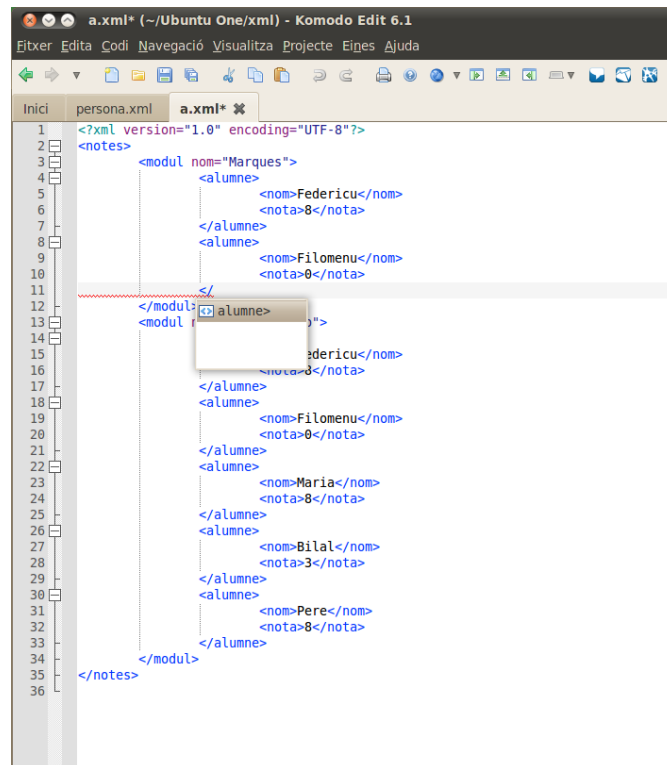 a.xml* (~/Ubuntu One/xml) - Komodo Edit 6.1
Fitxer Edita Codi Navegació Visualitza Projecte Eines Ajuda
Inici persona.xml a.xml*
1 <?xml version="1.0" encoding="UTF-8"?>
2 <notes>
3 <modul nom="Marques">
4 <alumne>
5 <nom>Federicu</nom>
6 <nota>8</nota>
7 </alumne>
8 <alumne>
9 <nom>Filomenu</nom>
10 <nota>0</nota>
11 </
12 </modul
alumne>
13 <modul ">
14
15 edericu</nom>
16 8</nota>
17 </alumne>
18 <alumne>
19 <nom>Filomenu</nom>
20 <nota>0</nota>
21 </alumne>
22 <alumne>
23 <nom>Maria</nom>
24 <nota>8</nota>
25 </alumne>
26 <alumne>
27 <nom>Bilal</nom>
28 <nota>3</nota>
29 </alumne>
30 <alumne>
31 <nom>Pere</nom>
32 <nota>8</nota>
33 </alumne>
34 </modul>
35 </notes>
36